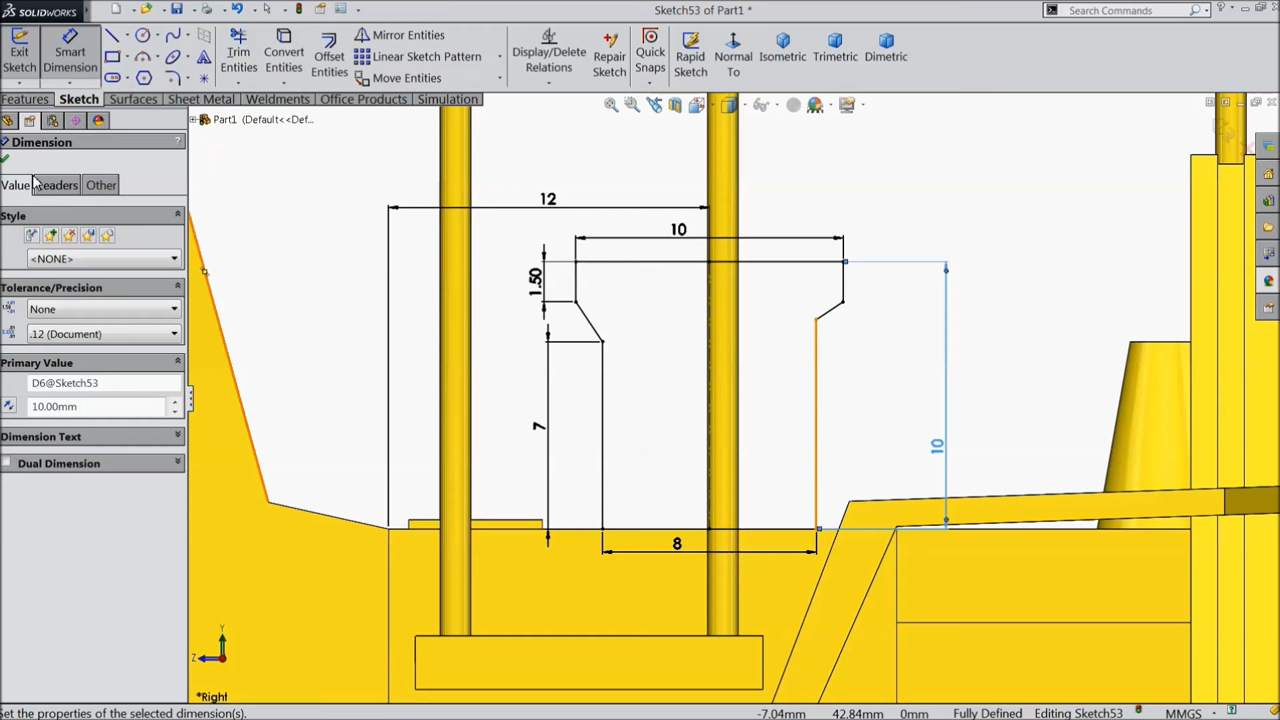 SOLIDWORKS
Sketch53 of Part1 *
Search Commands
Exit Sketch
Smart Dimension
Trim Entities
Convert Entities
Offset Entities
Mirror Entities
Linear Sketch Pattern
Move Entities
Display/Delete Relations
Repair Sketch
Quick Snaps
Rapid Sketch
Normal To
Isometric
Trimetric
Dimetric
Features
Sketch
Surfaces
Sheet Metal
Weldments
Office Products
Simulation
Part1 (Default<<Def...
Dimension
?
Value
Leaders
Other
Style
<NONE>
Tolerance/Precision
None
.12 (Document)
Primary Value
D6@Sketch53
10.00mm
Dimension Text
Dual Dimension
12
10
1.50
7
8
10
Y
Z
*Right
Set the properties of the selected dimension(s).
-7.04mm
42.84mm
0mm
Fully Defined
Editing Sketch53
MMGS